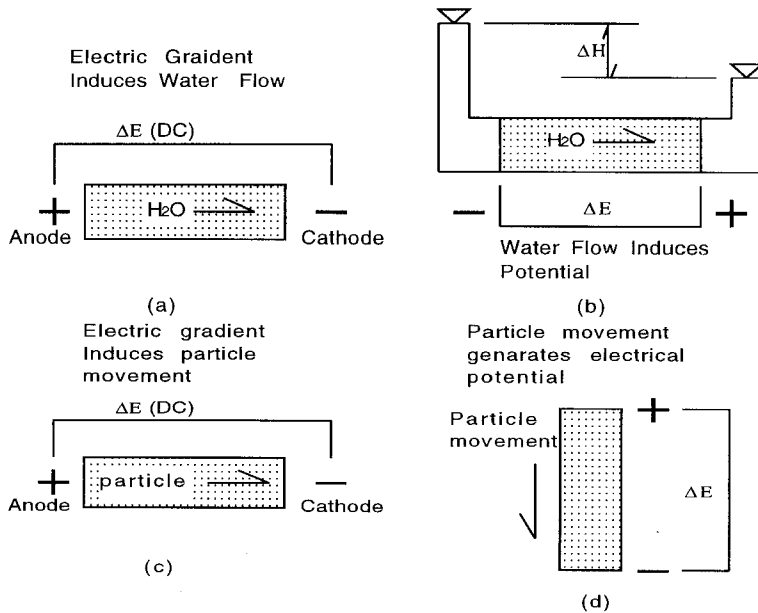 Electric Graident
Induces Water Flow
ΔE (DC)
+
H₂O
−
Anode
Cathode
(a)
ΔH
H₂O
−
ΔE
+
Water Flow Induces
Potential
(b)
Electric gradient
Induces particle
movement
ΔE (DC)
+
particle
−
Anode
Cathode
(c)
Particle movement
genarates electrical
potential
Particle
movement
+
ΔE
−
(d)